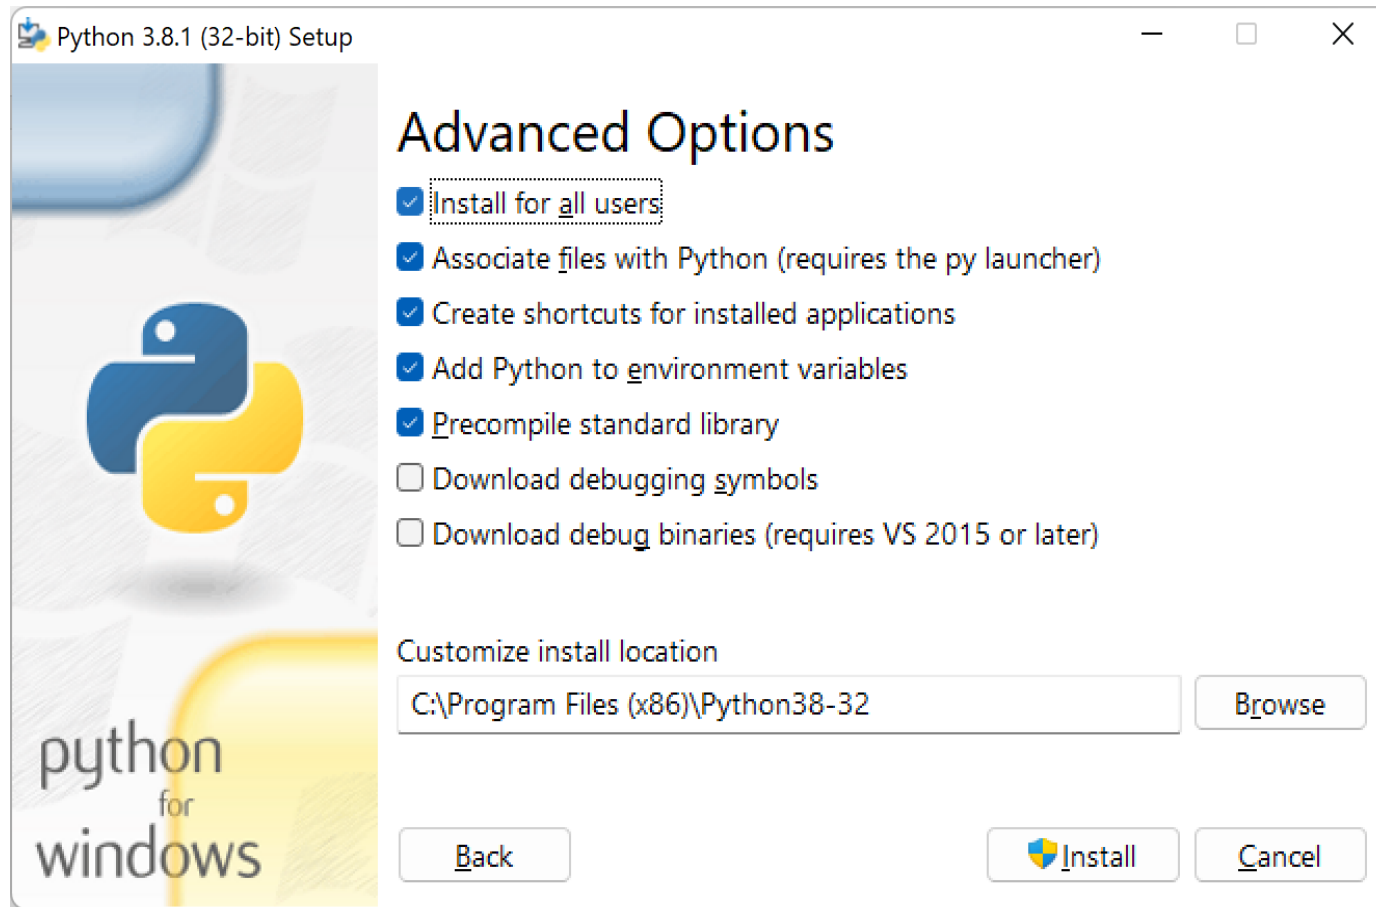 Python 3.8.1 (32-bit) Setup
Advanced Options
Install for all users
Associate files with Python (requires the py launcher)
Create shortcuts for installed applications
Add Python to environment variables
Precompile standard library
Download debugging symbols
Download debug binaries (requires VS 2015 or later)
Customize install location
C:\Program Files (x86)\Python38-32
Browse
python
for
windows
Back
Install
Cancel